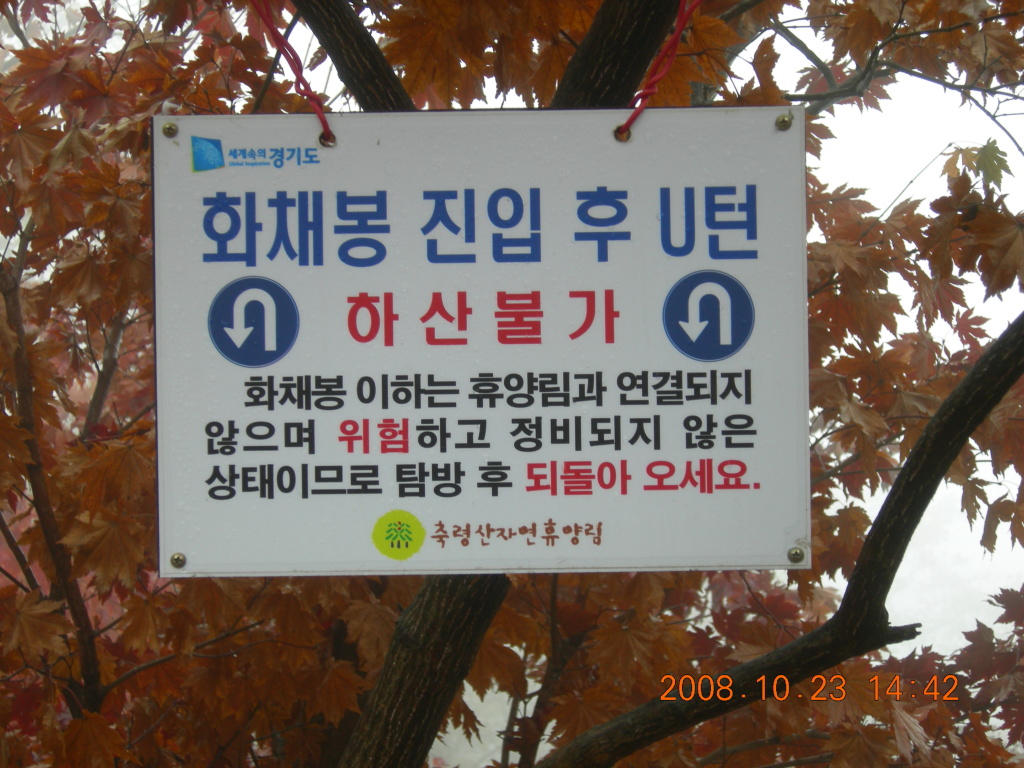 세계속의 경기도
Global Inspiration
화채봉 진입 후 U턴
하산불가
화채봉 이하는 휴양림과 연결되지
않으며 위험하고 정비되지 않은
상태이므로 탐방 후 되돌아 오세요.
축령산자연휴양림
2008.10.23 14:42